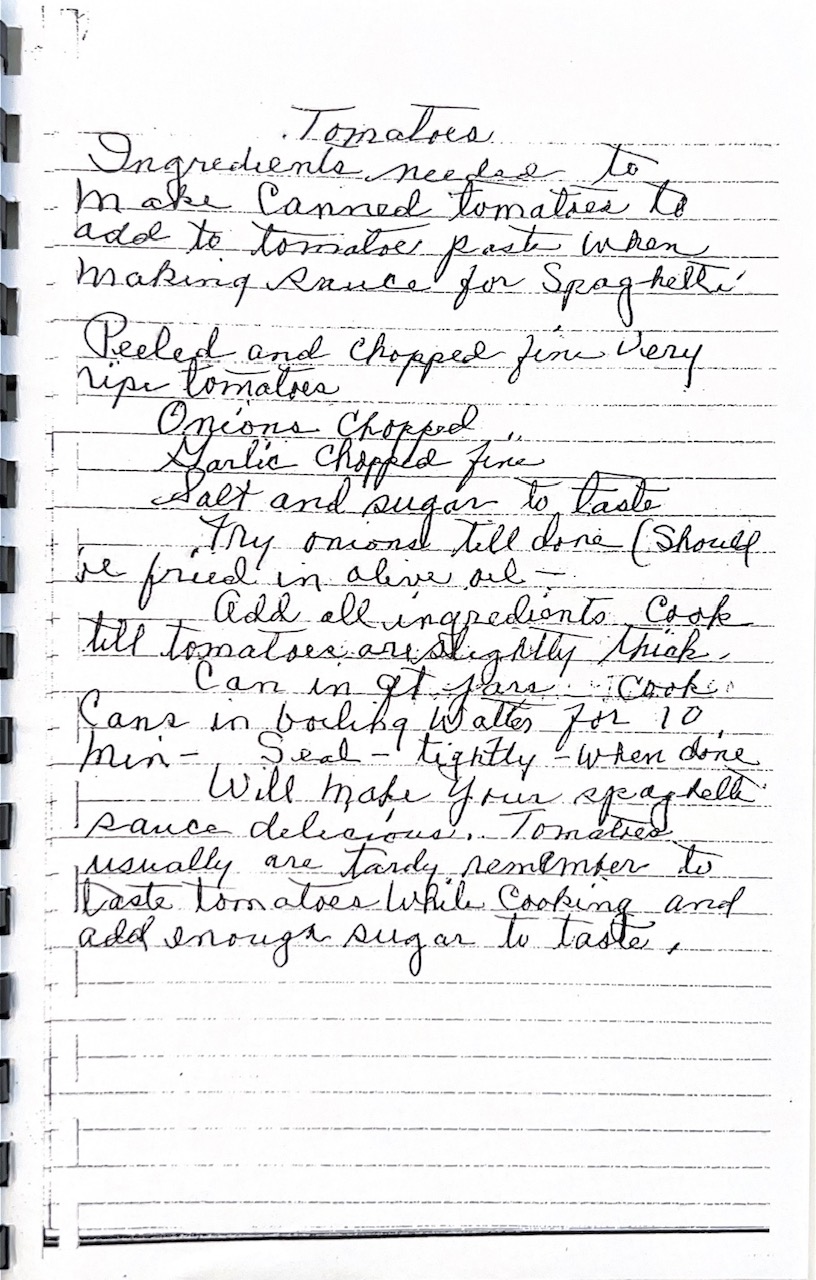 Tomatoes
Ingredients needed to
make Canned tomatoes to
add to tomatoe paste when
making sauce for Spaghetti
Peeled and chopped fine very
ripe tomatoes
Onions Chopped
Garlic Chopped fine
Salt and sugar to taste
Fry onions till done (Should
be fried in olive oil -
Add all ingredients Cook
till tomatoes are slightly thick.
Can in qt jars Cook
Cans in boiling Watter for 10
Min - Seal - tightly - when done
Will make your spaghetti
sauce delicious. Tomatoes
usually are tardy remember to
taste tomatoes while Cooking and
add enough sugar to taste.